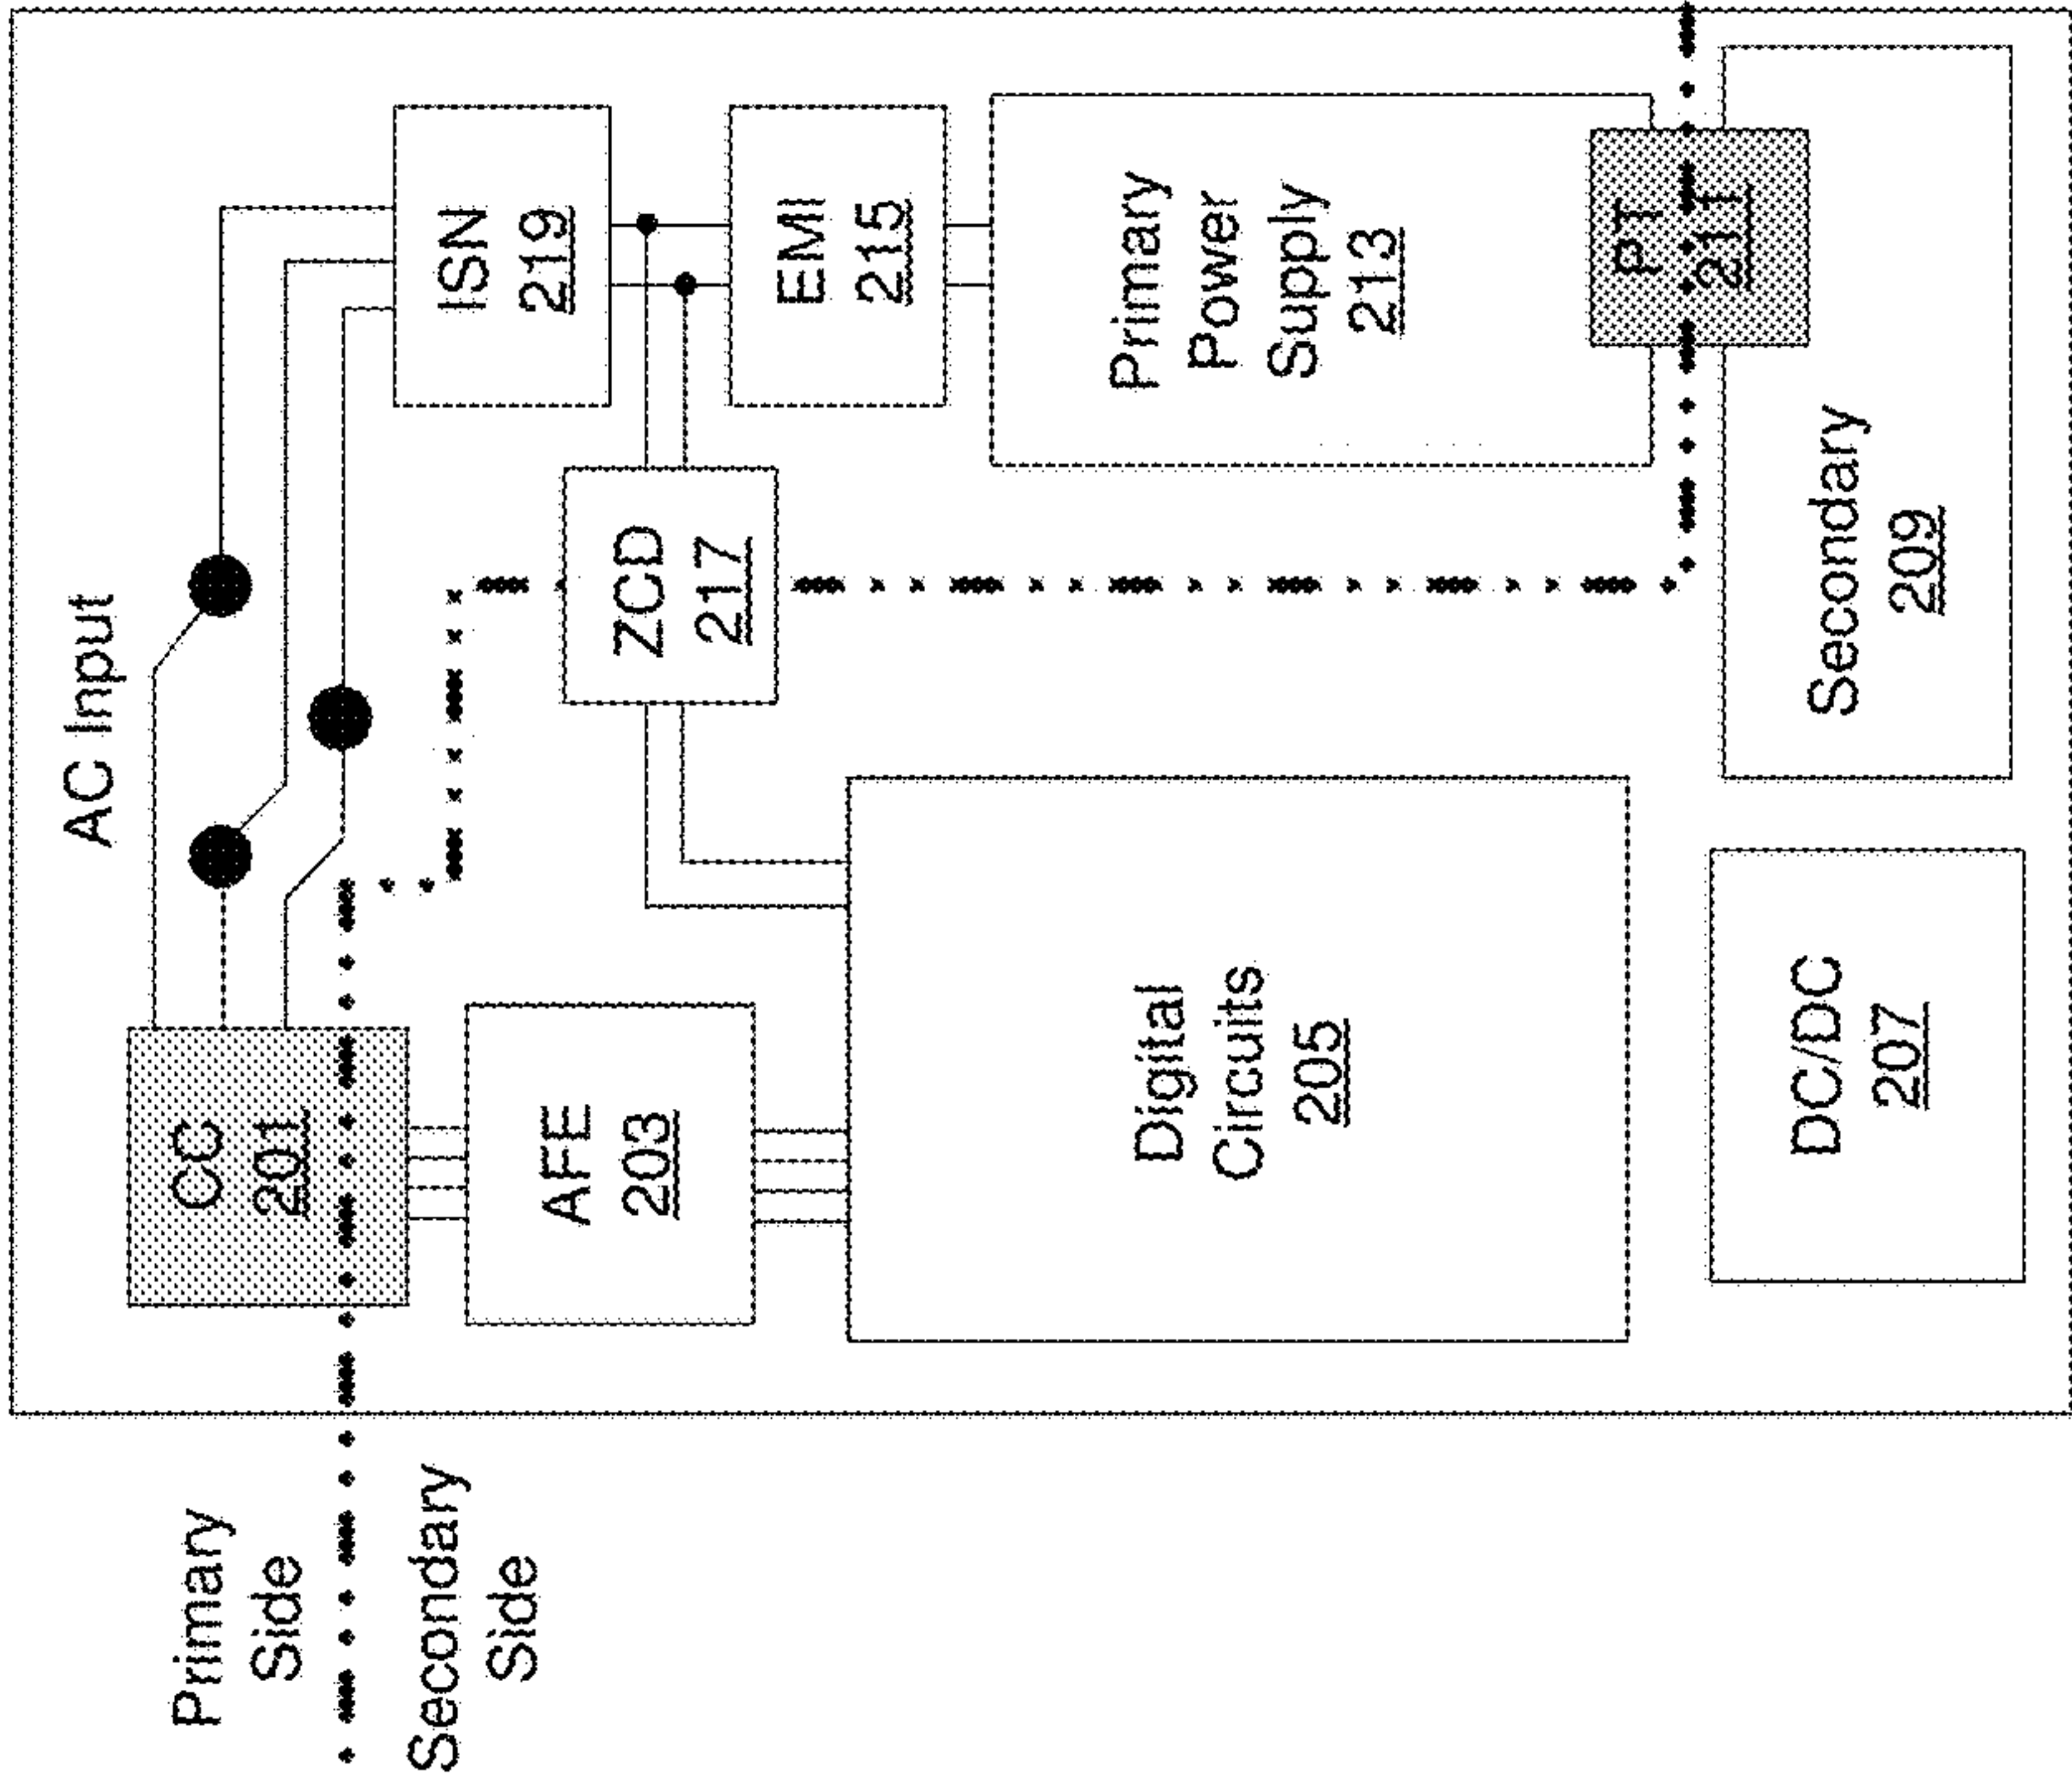 AC Input
CC
201
ISN
219
AFE
203
ZCD
217
EMI
215
Digital
Circuits
205
Primary
Power
Supply
213
PT
211
DC/DC
207
Secondary
209
Primary
Side
Secondary
Side